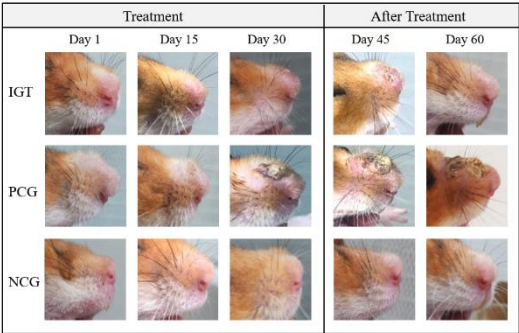 Treatment After Treatment
Day 1 Day 15 Day 30 Day 45 Day 60
IGT
PCG
NCG